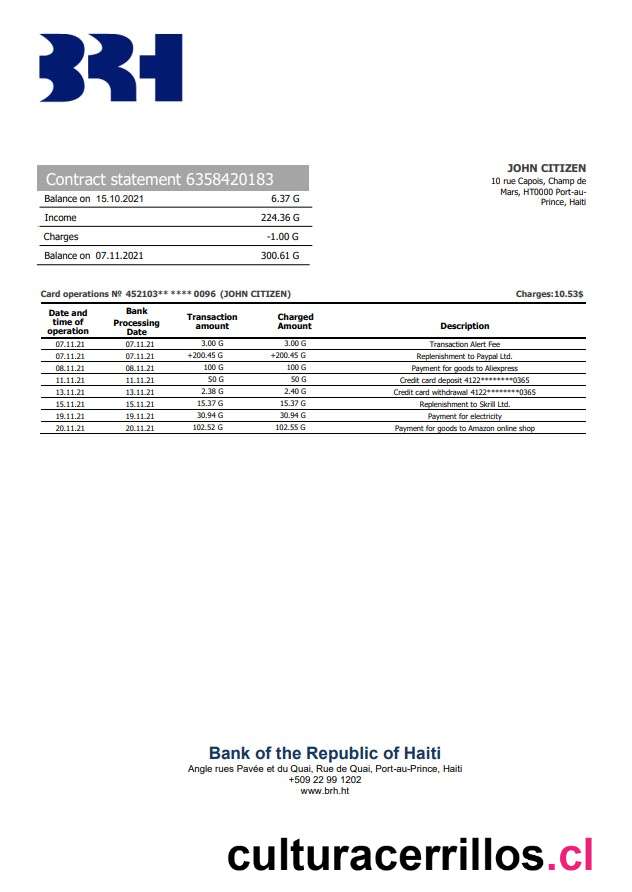 BRH
JOHN CITIZEN
10 rue Capois, Champ de
Mars, HT0000 Port-au-
Prince, Haiti
Contract statement 6358420183
Balance on 15.10.2021 6.37 G
Income 224.36 G
Charges -1.00 G
Balance on 07.11.2021 300.61 G
Card operations № 452103** **** 0096 (JOHN CITIZEN) Charges:10.53$
Date and time of operation Bank Processing Date Transaction amount Charged Amount Description
07.11.21 07.11.21 3.00 G 3.00 G Transaction Alert Fee
07.11.21 07.11.21 +200.45 G +200.45 G Replenishment to Paypal Ltd.
08.11.21 08.11.21 100 G 100 G Payment for goods to Aliexpress
11.11.21 11.11.21 50 G 50 G Credit card deposit 4122********0365
13.11.21 13.11.21 2.38 G 2.40 G Credit card withdrawal 4122********0365
15.11.21 15.11.21 15.37 G 15.37 G Replenishment to Skrill Ltd.
19.11.21 19.11.21 30.94 G 30.94 G Payment for electricity
20.11.21 20.11.21 102.52 G 102.55 G Payment for goods to Amazon online shop
Bank of the Republic of Haiti
Angle rues Pavée et du Quai, Rue de Quai, Port-au-Prince, Haiti
+509 22 99 1202
www.brh.ht
culturacerrillos.cl